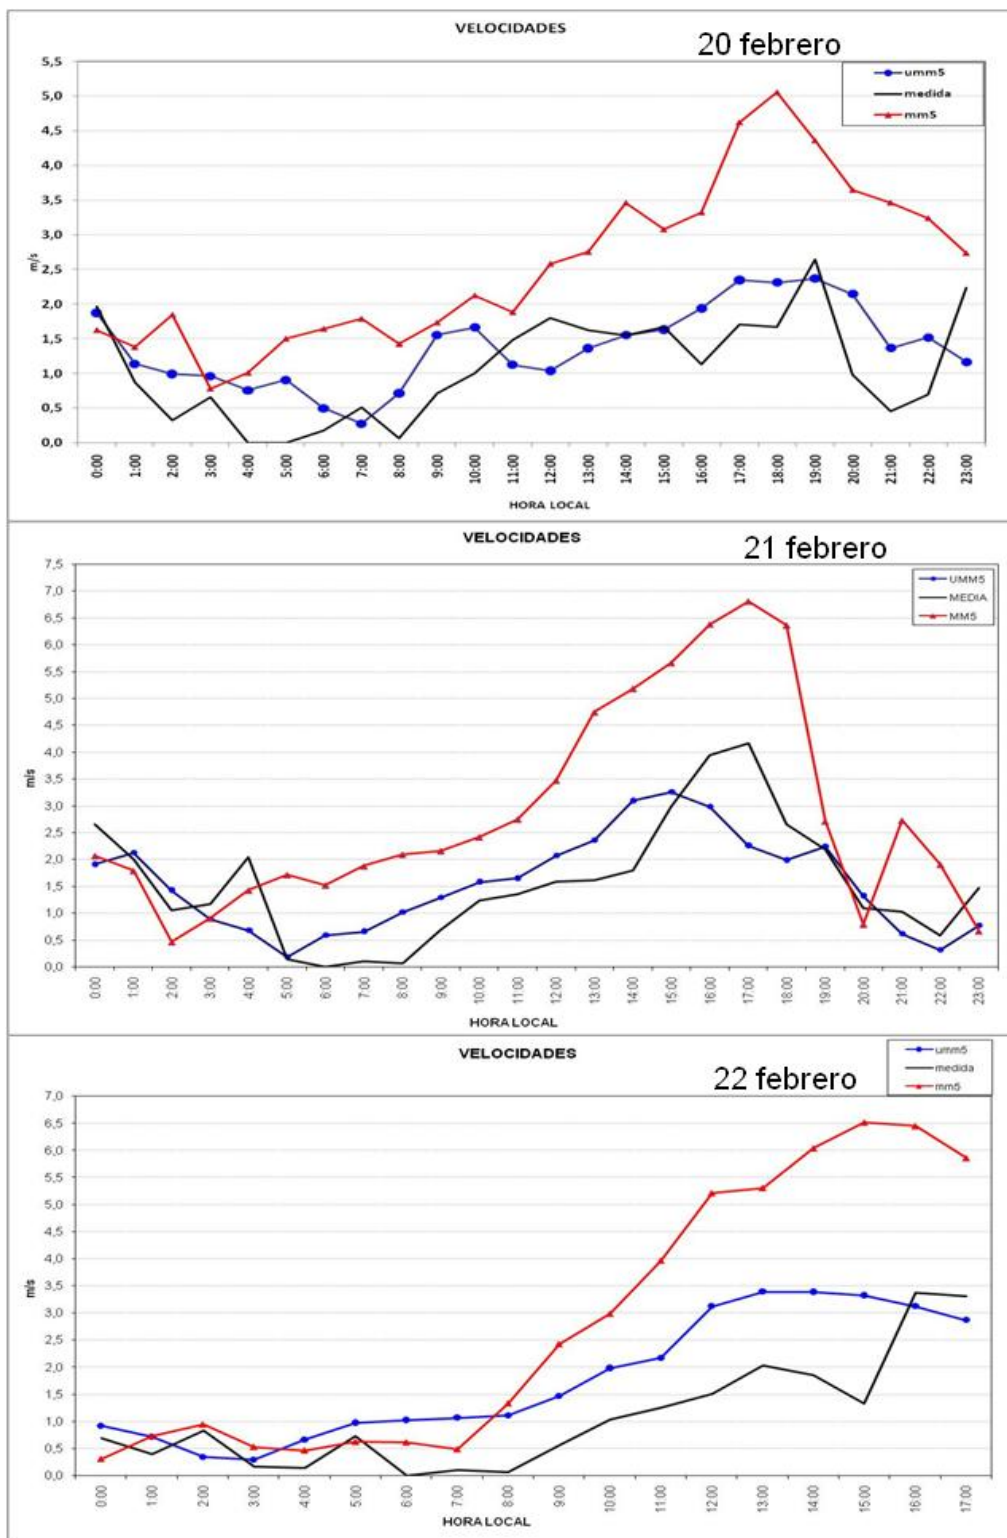 VELOCIDADES
20 febrero
umm5
medida
mm5
5,5
5,0
4,5
4,0
3,5
3,0
2,5
2,0
1,5
1,0
0,5
0,0
m/s
0:00 1:00 2:00 3:00 4:00 5:00 6:00 7:00 8:00 9:00 10:00 11:00 12:00 13:00 14:00 15:00 16:00 17:00 18:00 19:00 20:00 21:00 22:00 23:00
HORA LOCAL
VELOCIDADES
21 febrero
UMM5
MEDIA
MM5
7,5
7,0
6,5
6,0
5,5
5,0
4,5
4,0
3,5
3,0
2,5
2,0
1,5
1,0
0,5
0,0
m/s
0:00 1:00 2:00 3:00 4:00 5:00 6:00 7:00 8:00 9:00 10:00 11:00 12:00 13:00 14:00 15:00 16:00 17:00 18:00 19:00 20:00 21:00 22:00 23:00
HORA LOCAL
VELOCIDADES
22 febrero
umm5
medida
mm5
7,0
6,5
6,0
5,5
5,0
4,5
4,0
3,5
3,0
2,5
2,0
1,5
1,0
0,5
0,0
m/s
0:00 1:00 2:00 3:00 4:00 5:00 6:00 7:00 8:00 9:00 10:00 11:00 12:00 13:00 14:00 15:00 16:00 17:00
HORA LOCAL